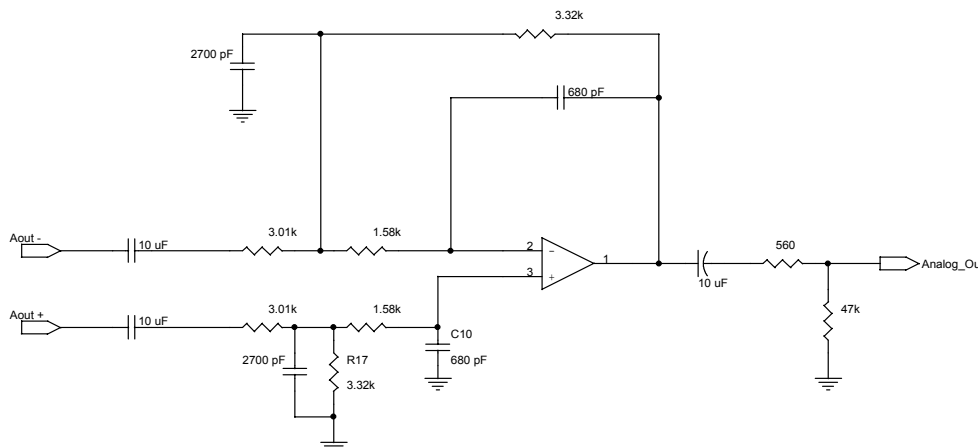 3.32k
2700 pF
680 pF
3.01k
1.58k
Aout -
10 uF
2
-
560
1
3
+
Analog_Ou
10 uF
3.01k
1.58k
Aout +
10 uF
47k
C10
2700 pF
R17
680 pF
3.32k